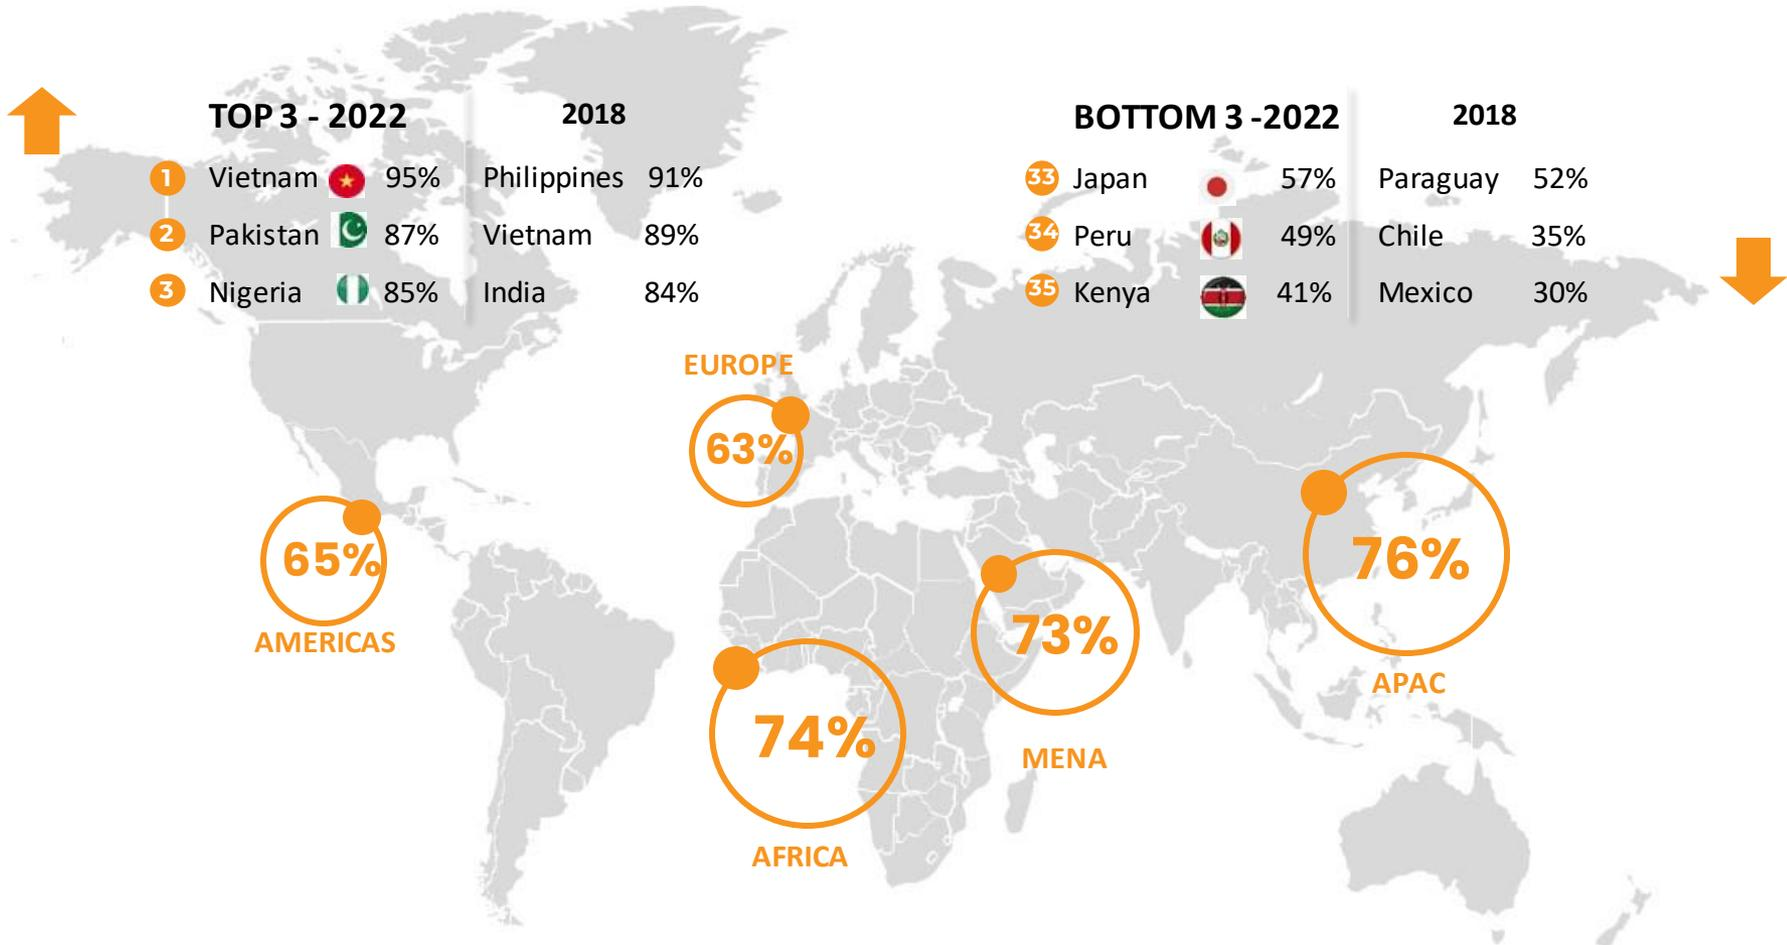 TOP 3 - 2022 2018
1 Vietnam 95% Philippines 91%
2 Pakistan 87% Vietnam 89%
3 Nigeria 85% India 84%
BOTTOM 3 -2022 2018
33 Japan 57% Paraguay 52%
34 Peru 49% Chile 35%
35 Kenya 41% Mexico 30%
EUROPE
63%
65%
AMERICAS
76%
APAC
73%
MENA
74%
AFRICA